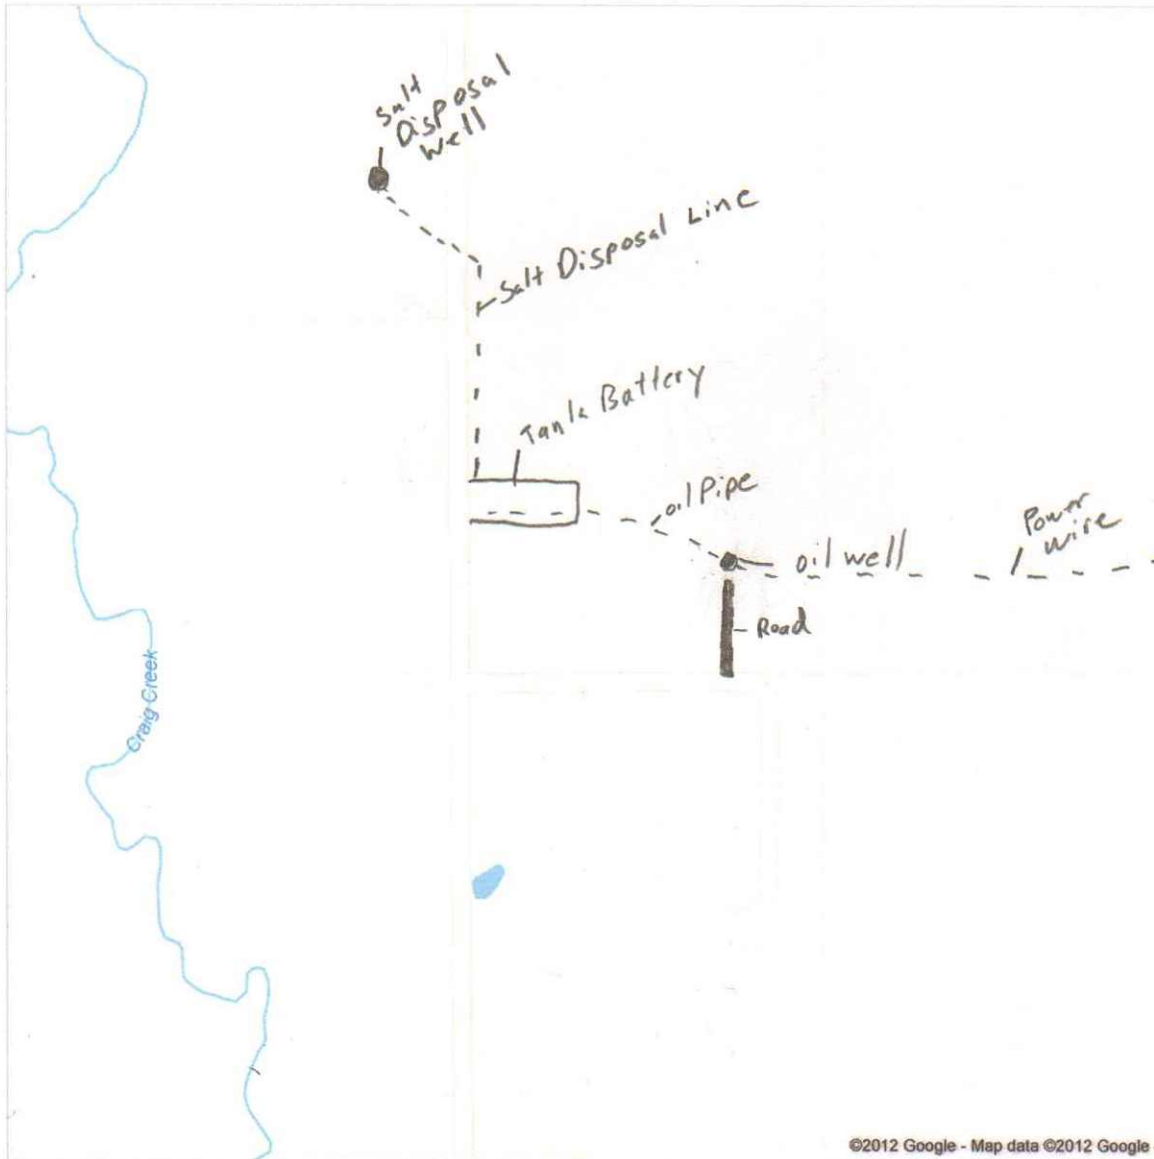 Salt
Disposal
Well
Salt Disposal Line
Tank Battery
oil Pipe
oil well
Power
wire
Road
Craig Creek
©2012 Google - Map data ©2012 Google -